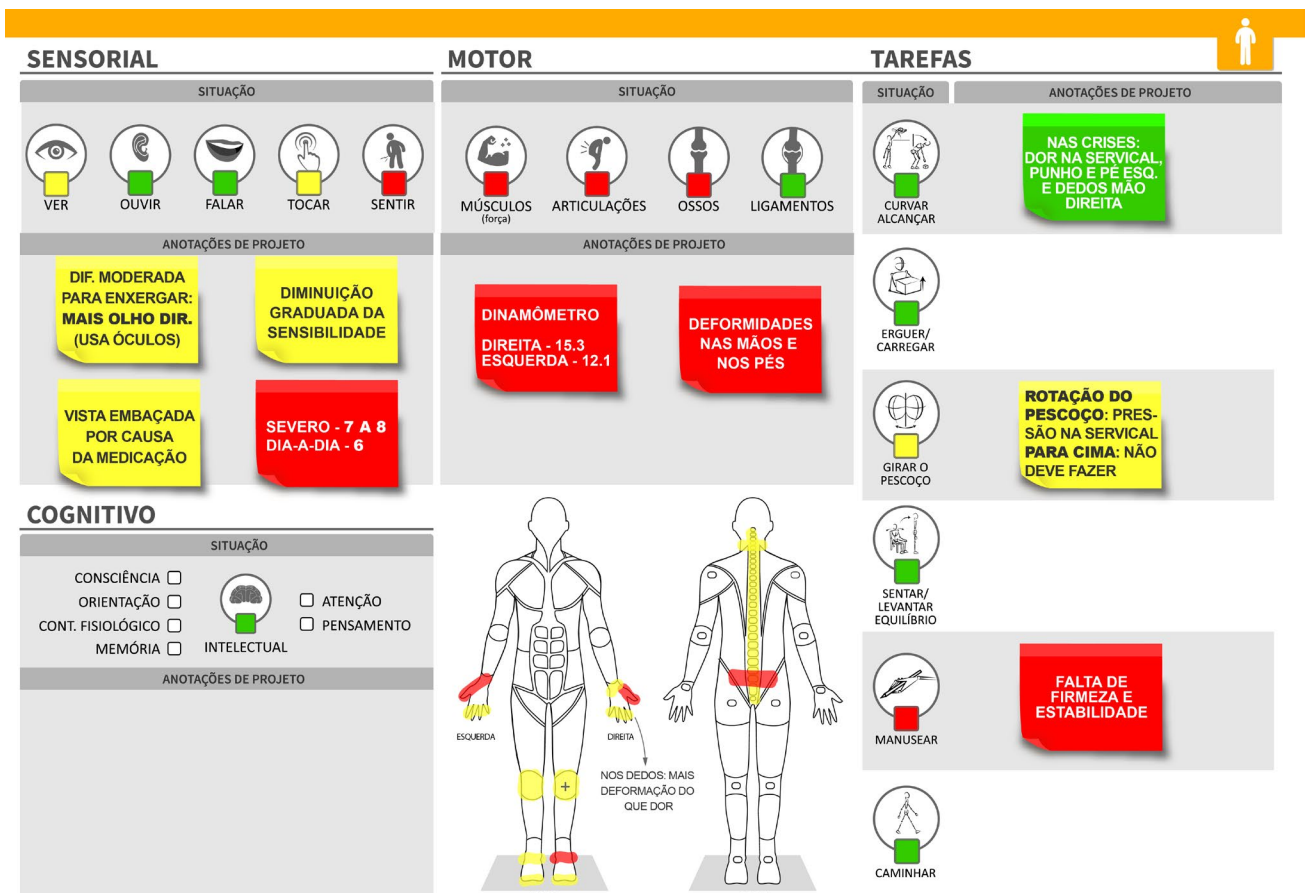 SENSORIAL
SITUAÇÃO
VER
OUVIR
FALAR
TOCAR
SENTIR
ANOTAÇÕES DE PROJETO
DIF. MODERADA
PARA ENXERGAR:
MAIS OLHO DIR.
(USA ÓCULOS)
DIMINUIÇÃO
GRADUADA DA
SENSIBILIDADE
VISTA EMBAÇADA
POR CAUSA
DA MEDICAÇÃO
SEVERO - 7 A 8
DIA-A-DIA - 6
COGNITIVO
SITUAÇÃO
CONSCIÊNCIA
ORIENTAÇÃO
CONT. FISIOLÓGICO
MEMÓRIA
INTELECTUAL
ATENÇÃO
PENSAMENTO
ANOTAÇÕES DE PROJETO
MOTOR
SITUAÇÃO
MÚSCULOS
(força)
ARTICULAÇÕES
OSSOS
LIGAMENTOS
ANOTAÇÕES DE PROJETO
DINAMÔMETRO
DIREITA - 15.3
ESQUERDA - 12.1
DEFORMIDADES
NAS MÃOS E
NOS PÉS
ESQUERDA
DIREITA
+
NOS DEDOS: MAIS
DEFORMAÇÃO DO
QUE DOR
TAREFAS
SITUAÇÃO
ANOTAÇÕES DE PROJETO
CURVAR
ALCANÇAR
NAS CRISES:
DOR NA SERVICAL,
PUNHO E PÉ ESQ.
E DEDOS MÃO
DIREITA
ERGUER/
CARREGAR
GIRAR O
PESCOÇO
ROTAÇÃO DO
PESCOÇO: PRES-
SÃO NA SERVICAL
PARA CIMA: NÃO
DEVE FAZER
SENTAR/
LEVANTAR
EQUILÍBRIO
MANUSEAR
FALTA DE
FIRMEZA E
ESTABILIDADE
CAMINHAR